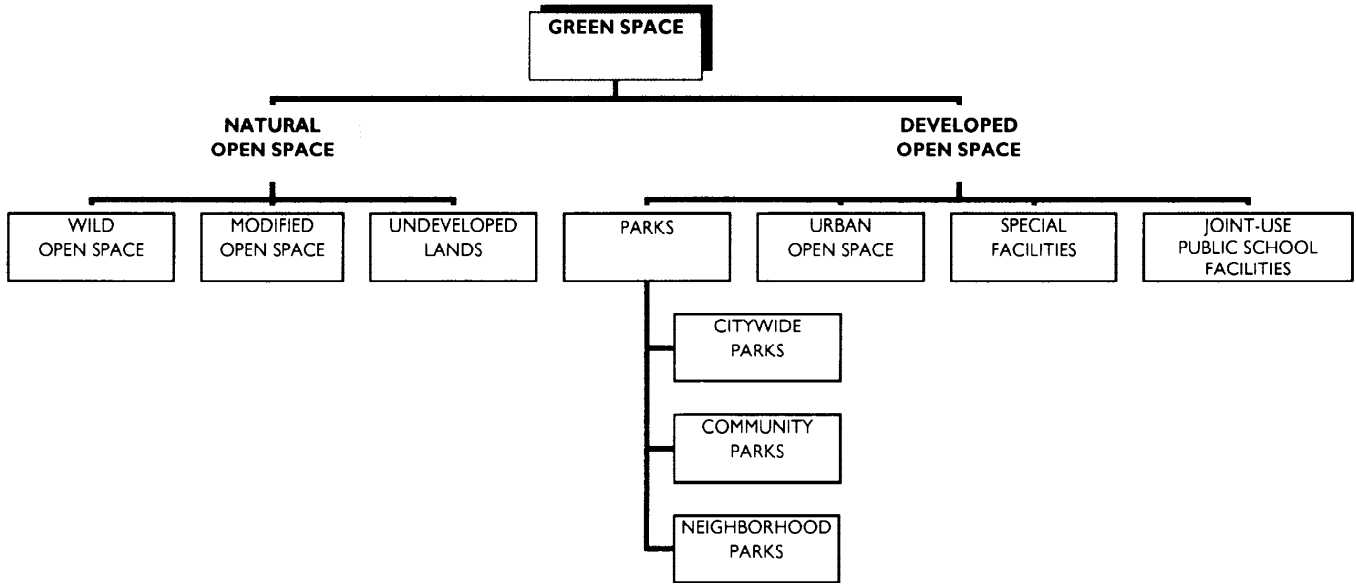 GREEN SPACE
NATURAL
OPEN SPACE
DEVELOPED
OPEN SPACE
WILD
OPEN SPACE
MODIFIED
OPEN SPACE
UNDEVELOPED
LANDS
PARKS
URBAN
OPEN SPACE
SPECIAL
FACILITIES
JOINT-USE
PUBLIC SCHOOL
FACILITIES
CITYWIDE
PARKS
COMMUNITY
PARKS
NEIGHBORHOOD
PARKS